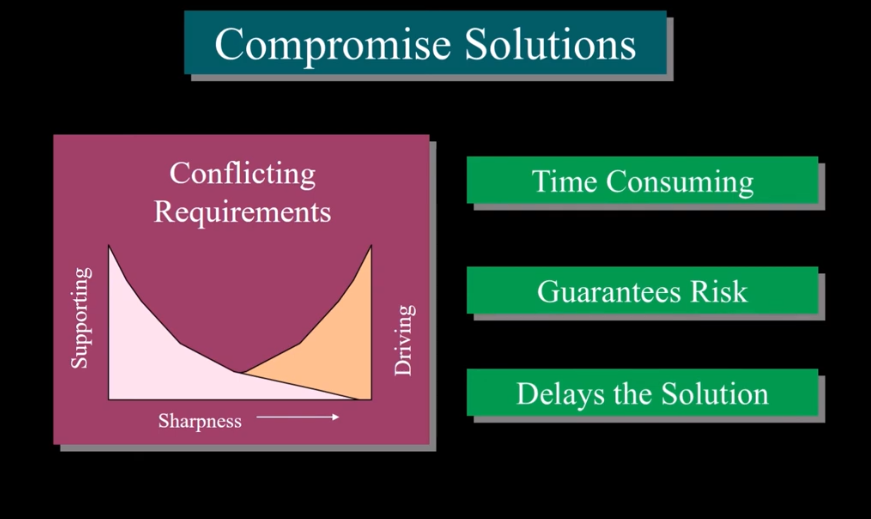 Compromise Solutions
Conflicting
Requirements
Supporting
Driving
Sharpness
Time Consuming
Guarantees Risk
Delays the Solution